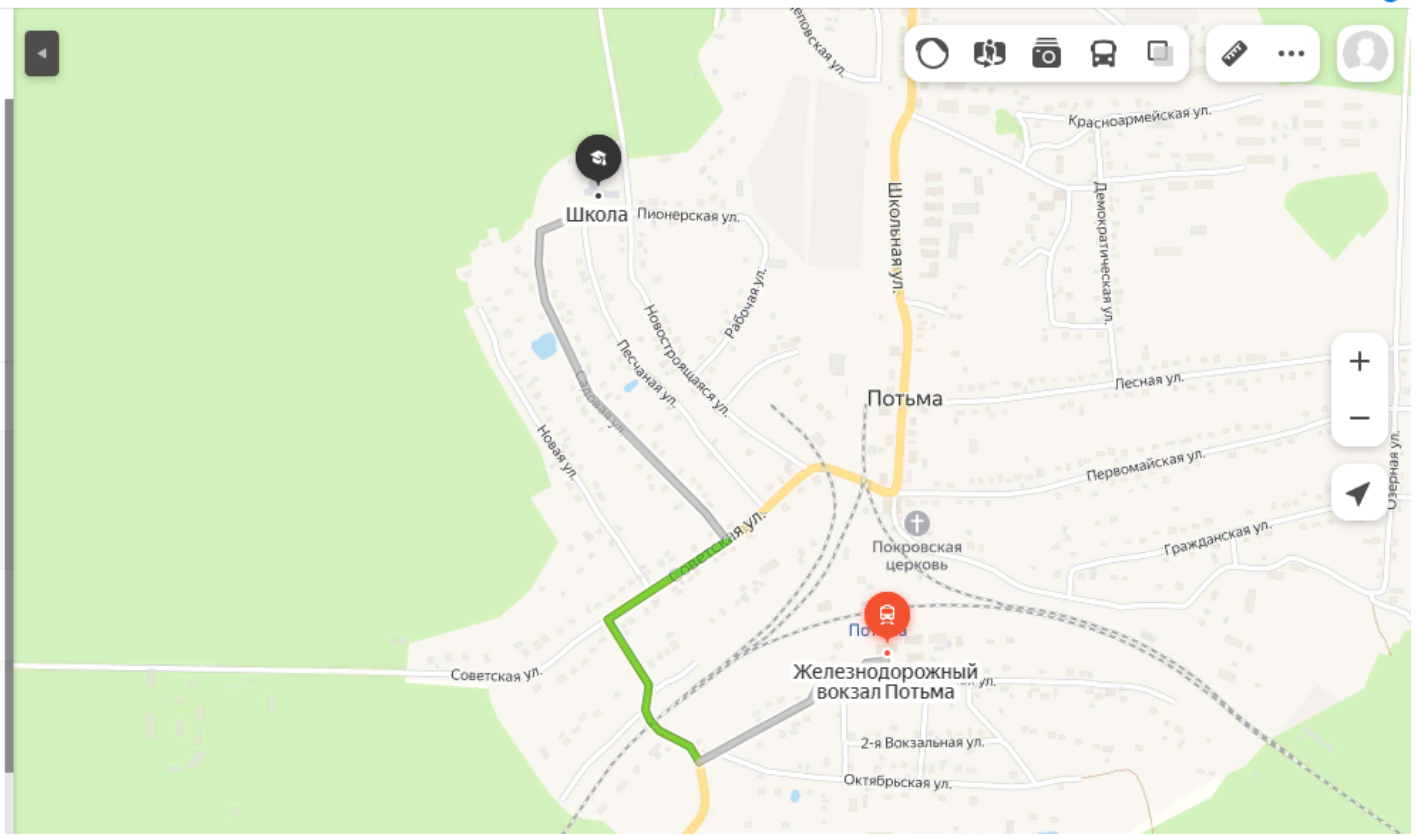 Красноармейская ул.
Школьная ул.
Демократическая ул.
Школа
Пионерская ул.
Рабочая ул.
Новостроящаяся ул.
Песчаная ул.
Садовая ул.
Лесная ул.
Потьма
Новая ул.
Первомайская ул.
Озерная ул.
Советская ул.
Гражданская ул.
Покровская
церковь
Железнодорожный
вокзал Потьма
Советская ул.
ул.
2-я Вокзальная ул.
Октябрьская ул.